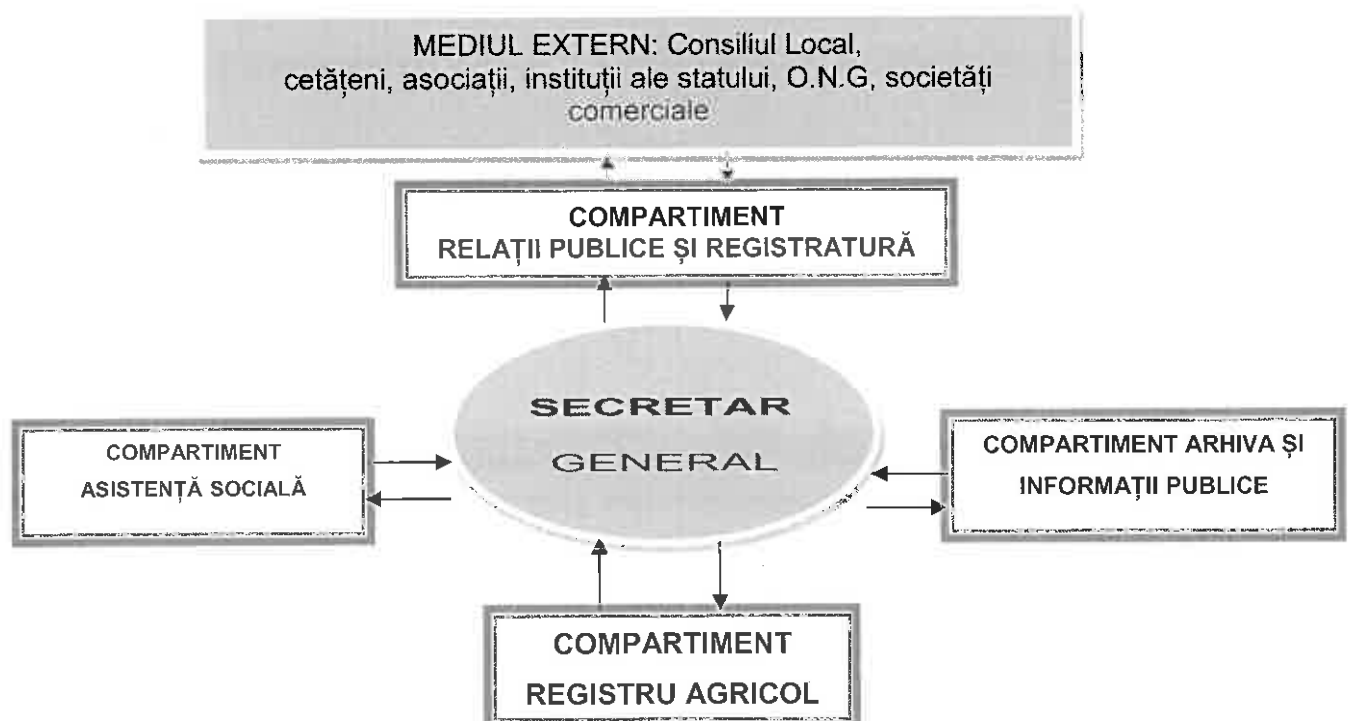 MEDIUL EXTERN: Consiliul Local,
cetățeni, asociații, instituții ale statului, O.N.G, societăți
comerciale
COMPARTIMENT
RELAȚII PUBLICE ȘI REGISTRATURĂ
SECRETAR
GENERAL
COMPARTIMENT
ASISTENȚĂ SOCIALĂ
COMPARTIMENT ARHIVA ȘI
INFORMAȚII PUBLICE
COMPARTIMENT
REGISTRU AGRICOL